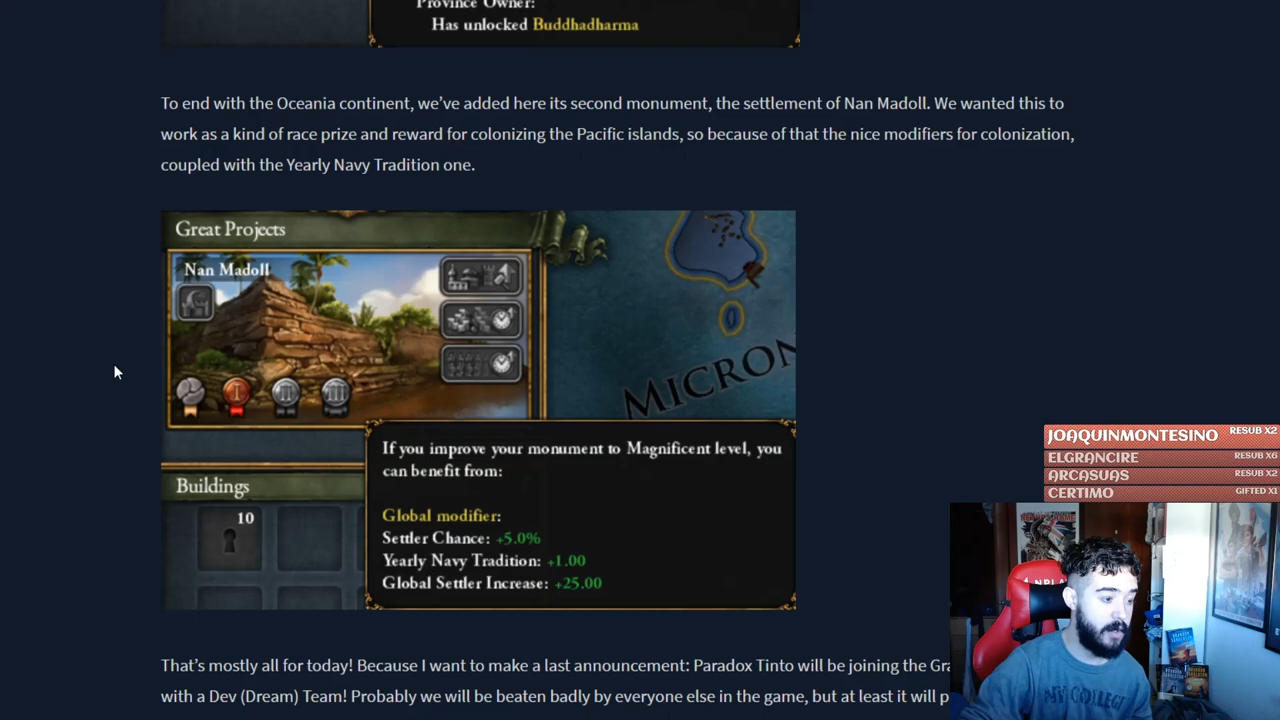 Province Owner:
Has unlocked Buddhadharma
To end with the Oceania continent, we've added here its second monument, the settlement of Nan Madoll. We wanted this to
work as a kind of race prize and reward for colonizing the Pacific islands, so because of that the nice modifiers for colonization,
coupled with the Yearly Navy Tradition one.
Great Projects
Nan Madoll
I
II
III
MICRON
If you improve your monument to Magnificent level, you
can benefit from:
Global modifier:
Settler Chance: +5.0%
Yearly Navy Tradition: +1.00
Global Settler Increase: +25.00
Buildings
10
JOAQUINMONTESINO RESUB X2
ELGRANCIRE RESUB X6
ARCASUAS RESUB X2
CERTIMO GIFTED X1
That's mostly all for today! Because I want to make a last announcement: Paradox Tinto will be joining the Gra
with a Dev (Dream) Team! Probably we will be beaten badly by everyone else in the game, but at least it will p